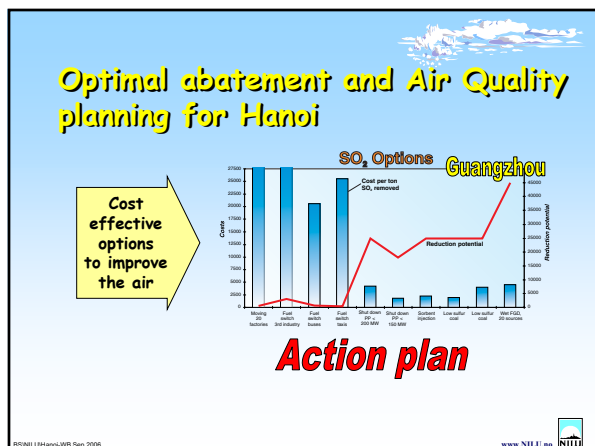 Optimal abatement and Air Quality
planning for Hanoi
SO2 Options
Guangzhou
Cost
effective
options
to improve
the air
Costs
27500
25000
22500
20000
17500
15000
12500
10000
7500
5000
2500
0
Cost per ton
SOx removed
Reduction potential
45000
40000
35000
30000
25000
20000
15000
10000
5000
0
Reduction potential
Moving
20
factories
Fuel
switch
3rd industry
Fuel
switch
buses
Fuel
switch
taxis
Shut down
PP <
200 MW
Shut down
PP <
150 MW
Sorbent
injection
Low sulfur
coal
Low sulfur
coal
Wet FGD,
20 sources
Action plan
RS\NILU\Hanoi-WB Sep 2006
www.NILU.no
NILU